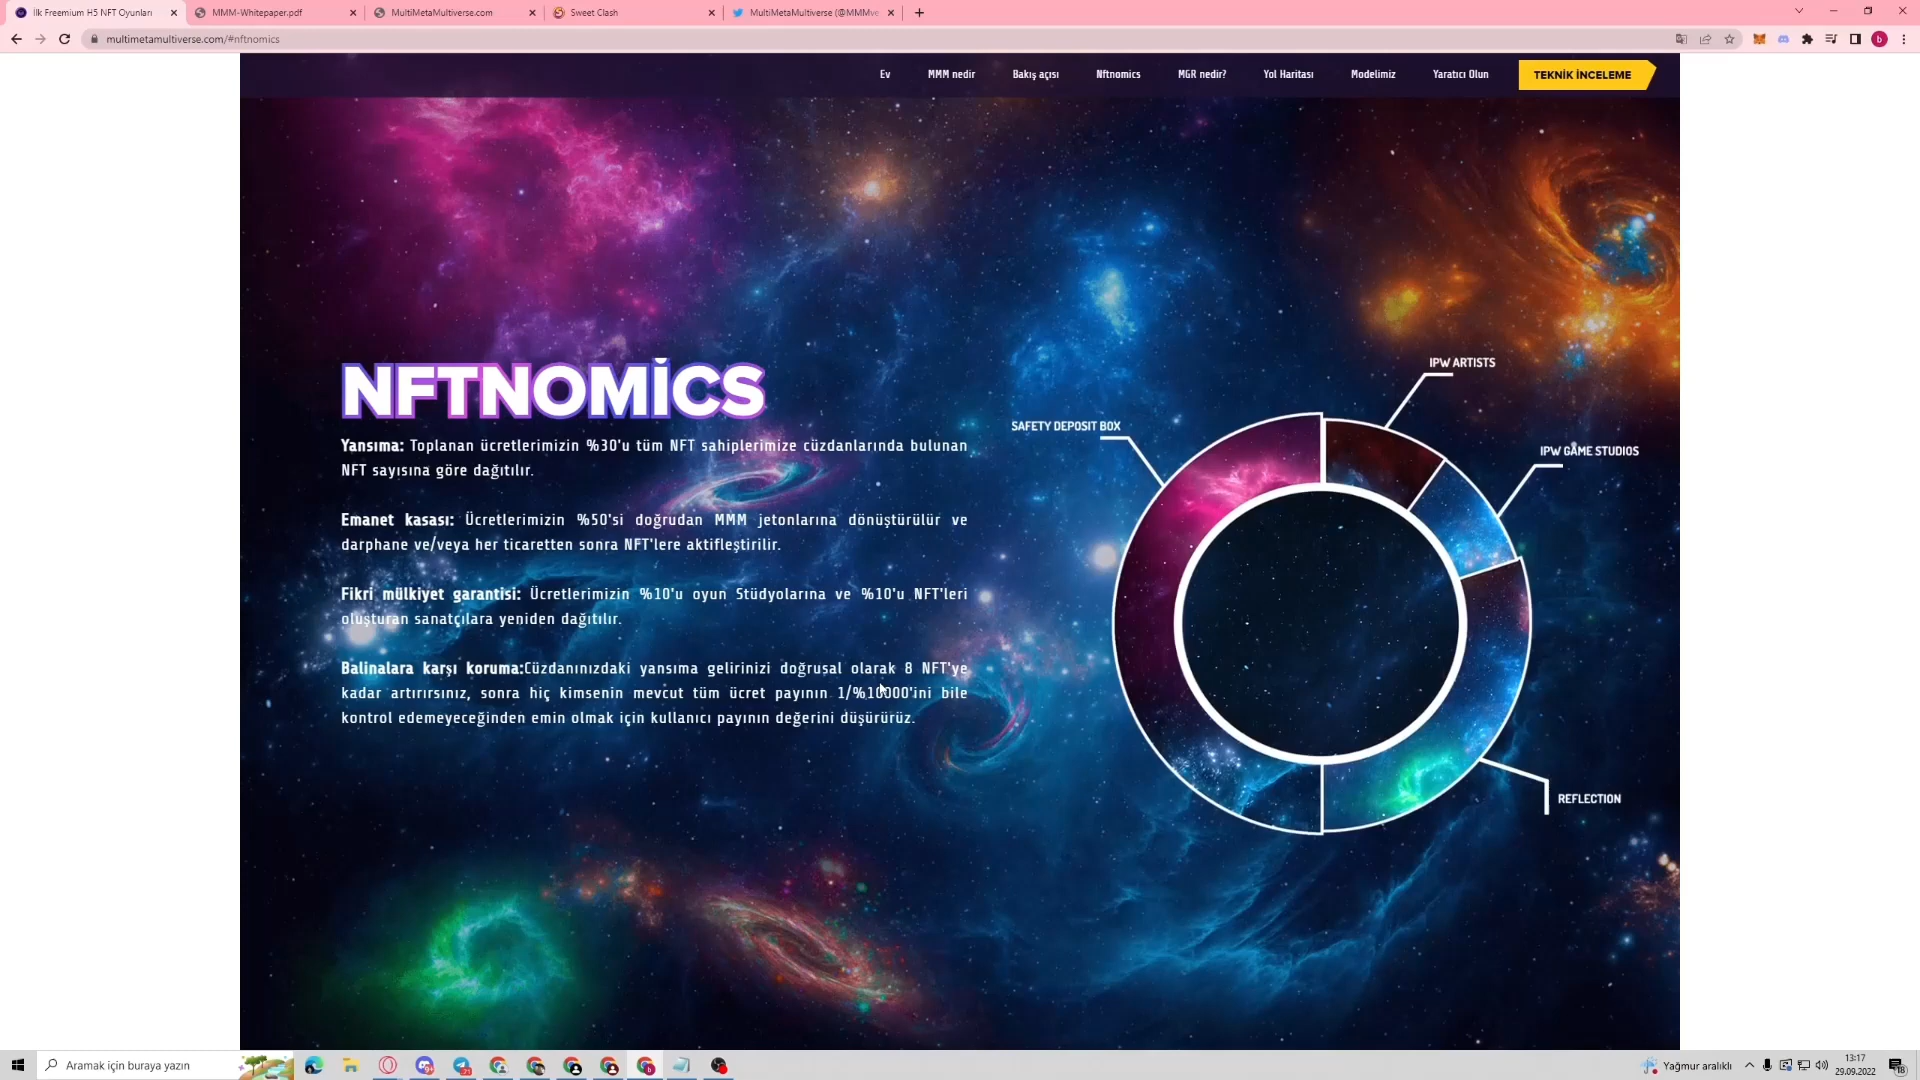 İlk Freemium H5 NFT Oyunları
MMM-Whitepaper.pdf
MultiMetaMultiverse.com
Sweet Clash
MultiMetaMultiverse (@MMMve
multimetamultiverse.com/#nftnomics
b
Ev
MMM nedir
Bakış açısı
Nftnomics
MGR nedir?
Yol Haritası
Modelimiz
Yaratıcı Olun
TEKNİK İNCELEME
NFTNOMİCS
Yansıma: Toplanan ücretlerimizin %30'u tüm NFT sahiplerimize cüzdanlarında bulunan
NFT sayısına göre dağıtılır.
Emanet kasası: Ücretlerimizin %50'si doğrudan MMM jetonlarına dönüştürülür ve
darphane ve/veya her ticaretten sonra NFT'lere aktifleştirilir.
Fikri mülkiyet garantisi: Ücretlerimizin %10'u oyun Stüdyolarına ve %10'u NFT'leri
oluşturan sanatçılara yeniden dağıtılır.
Balinalara karşı koruma:Cüzdanınızdaki yansıma gelirinizi doğrusal olarak 8 NFT'ye
kadar artırırsınız, sonra hiç kimsenin mevcut tüm ücret payının 1/%10000'ini bile
kontrol edemeyeceğinden emin olmak için kullanıcı payının değerini düşürürüz.
IPW ARTISTS
SAFETY DEPOSIT BOX
IPW GAME STUDIOS
REFLECTION
Aramak için buraya yazın
Yağmur aralıklı
13:17
29.09.2022
18